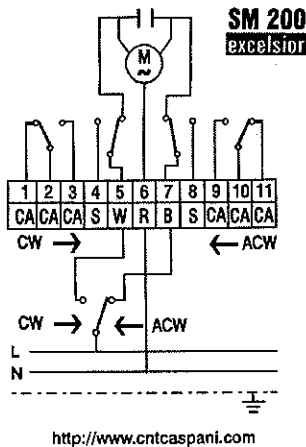 SM 200
excelsior
M
~
1 2 3 4 5 6 7 8 9 10 11
CA CA CA S W R B S CA CA CA
CW → ← ACW
CW → ← ACW
L
N
http://www.cntcaspani.com